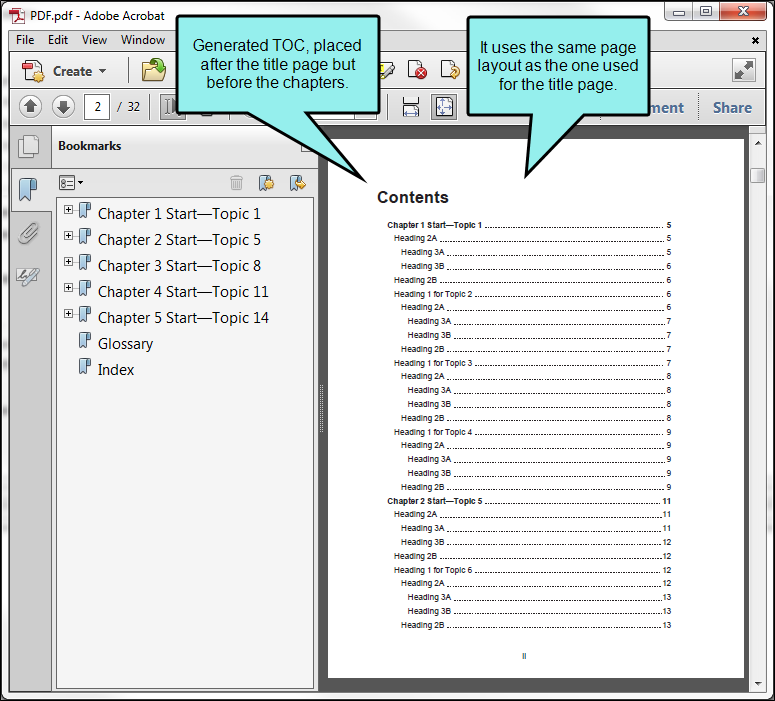 PDF.pdf - Adobe Acrobat
File Edit View Window
Generated TOC, placed
after the title page but
before the chapters.
It uses the same page
layout as the one used
for the title page.
Create
2 / 32
ment
Share
Bookmarks
Chapter 1 Start—Topic 1
Chapter 2 Start—Topic 5
Chapter 3 Start—Topic 8
Chapter 4 Start—Topic 11
Chapter 5 Start—Topic 14
Glossary
Index
Contents
Chapter 1 Start—Topic 1 5
Heading 2A 5
Heading 3A 5
Heading 3B 6
Heading 2B 6
Heading 1 for Topic 2 6
Heading 2A 6
Heading 3A 7
Heading 3B 7
Heading 2B 7
Heading 1 for Topic 3 7
Heading 2A 8
Heading 3A 8
Heading 3B 8
Heading 2B 8
Heading 1 for Topic 4 9
Heading 2A 9
Heading 3A 9
Heading 3B 9
Heading 2B 9
Chapter 2 Start—Topic 5 11
Heading 2A 11
Heading 3A 11
Heading 3B 12
Heading 2B 12
Heading 1 for Topic 6 12
Heading 2A 12
Heading 3A 13
Heading 3B 13
Heading 2B 13
II